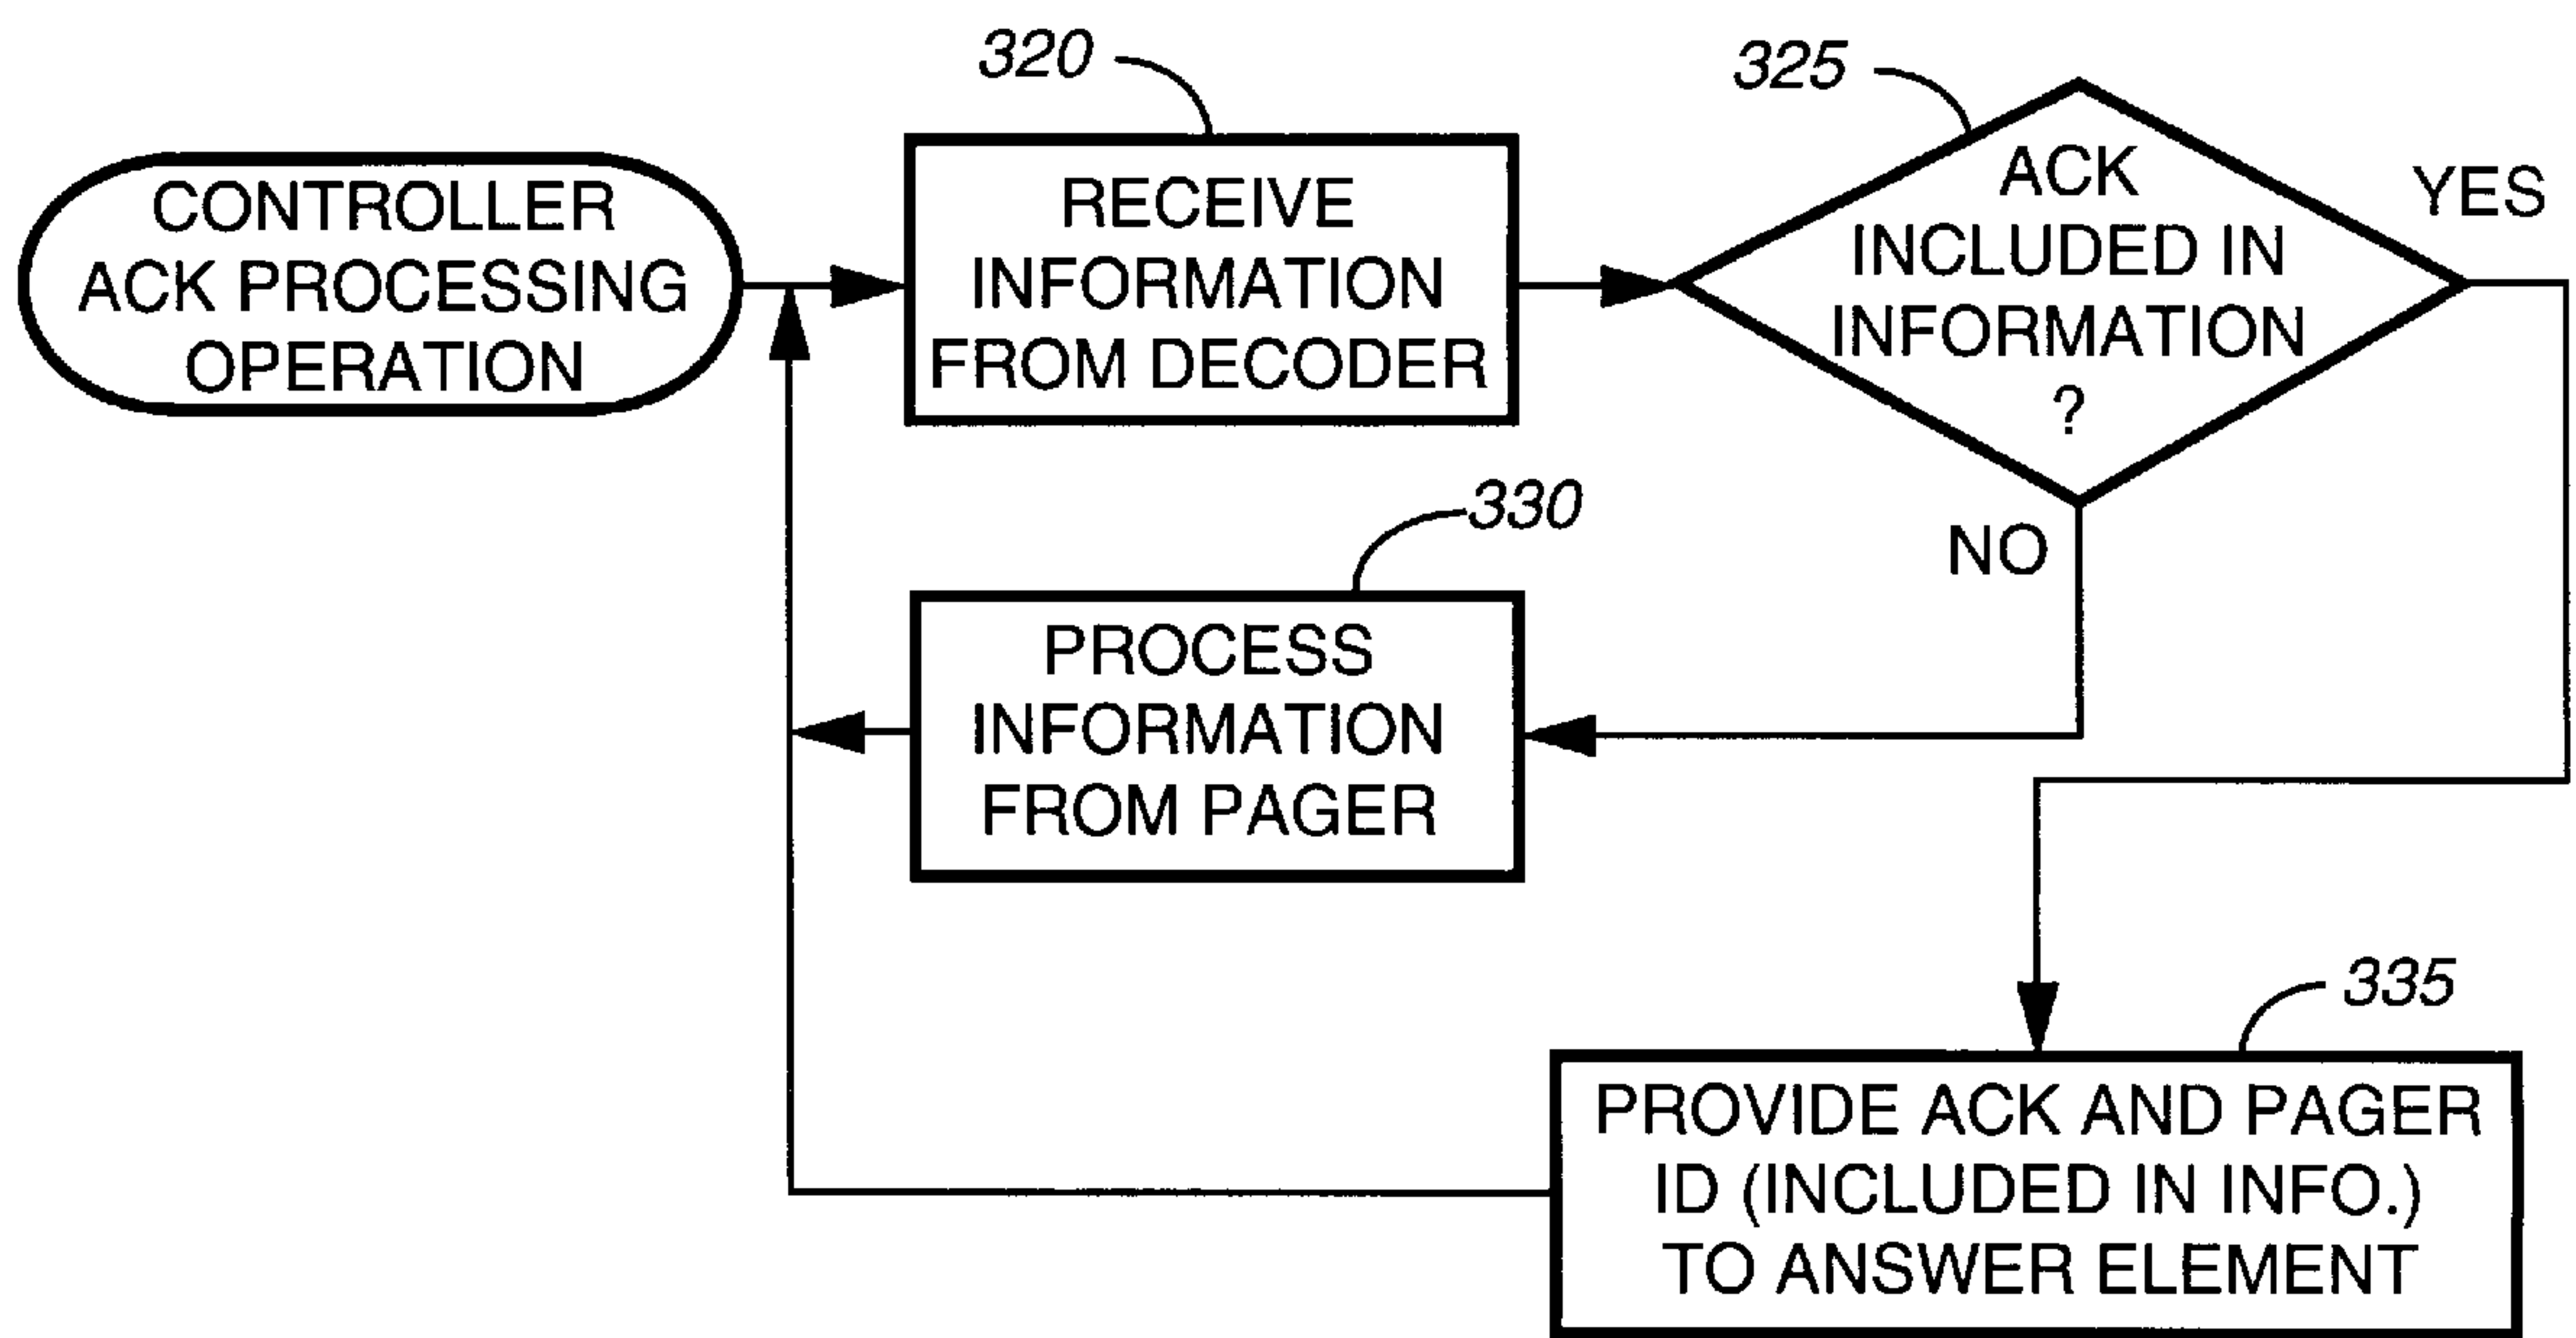 320
325
CONTROLLER
ACK PROCESSING
OPERATION
RECEIVE
INFORMATION
FROM DECODER
ACK
INCLUDED IN
INFORMATION
?
YES
NO
330
PROCESS
INFORMATION
FROM PAGER
335
PROVIDE ACK AND PAGER
ID (INCLUDED IN INFO.)
TO ANSWER ELEMENT